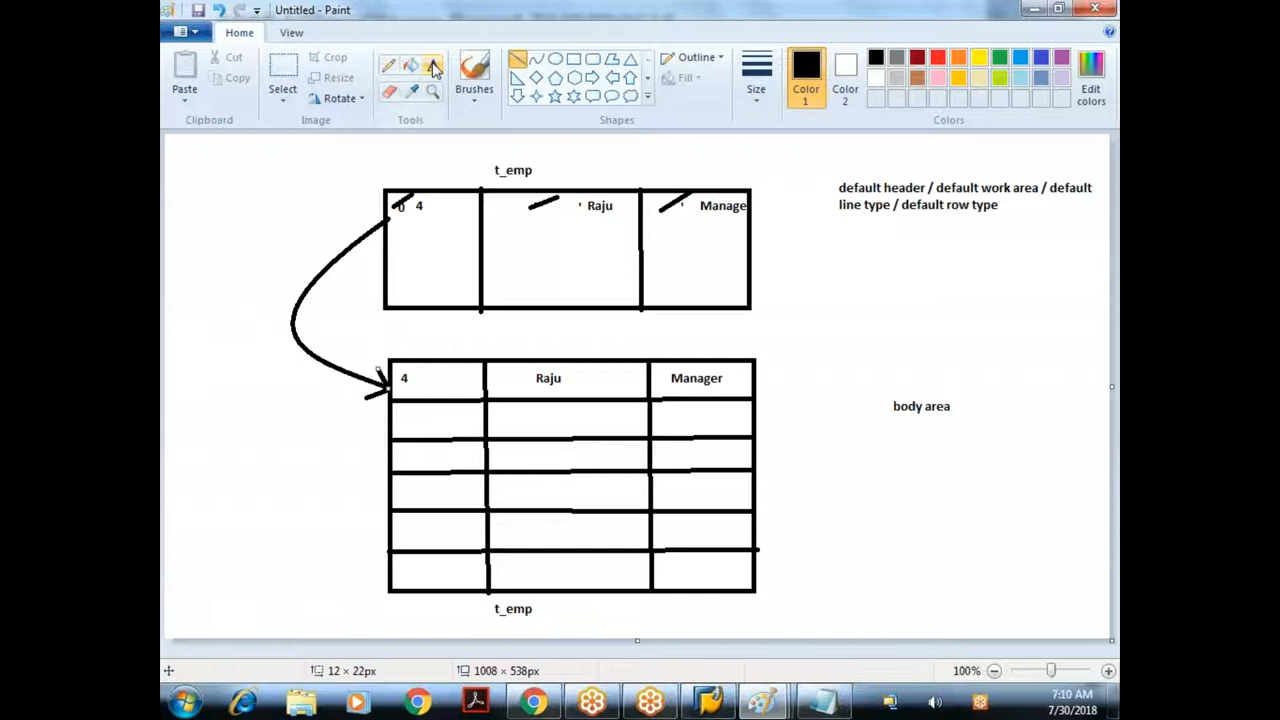 Untitled - Paint
Home View
Paste
Cut
Copy
Clipboard
Select
Crop
Resize
Rotate
Image
Tools
Brushes
Shapes
Outline
Fill
Size
Color
1
Color
2
Edit
colors
Colors
t_emp
0 4 ' Raju ' Manage
default header / default work area / default
line type / default row type
4 Raju Manager
body area
t_emp
12 × 22px
1008 × 538px
100%
7:10 AM
7/30/2018